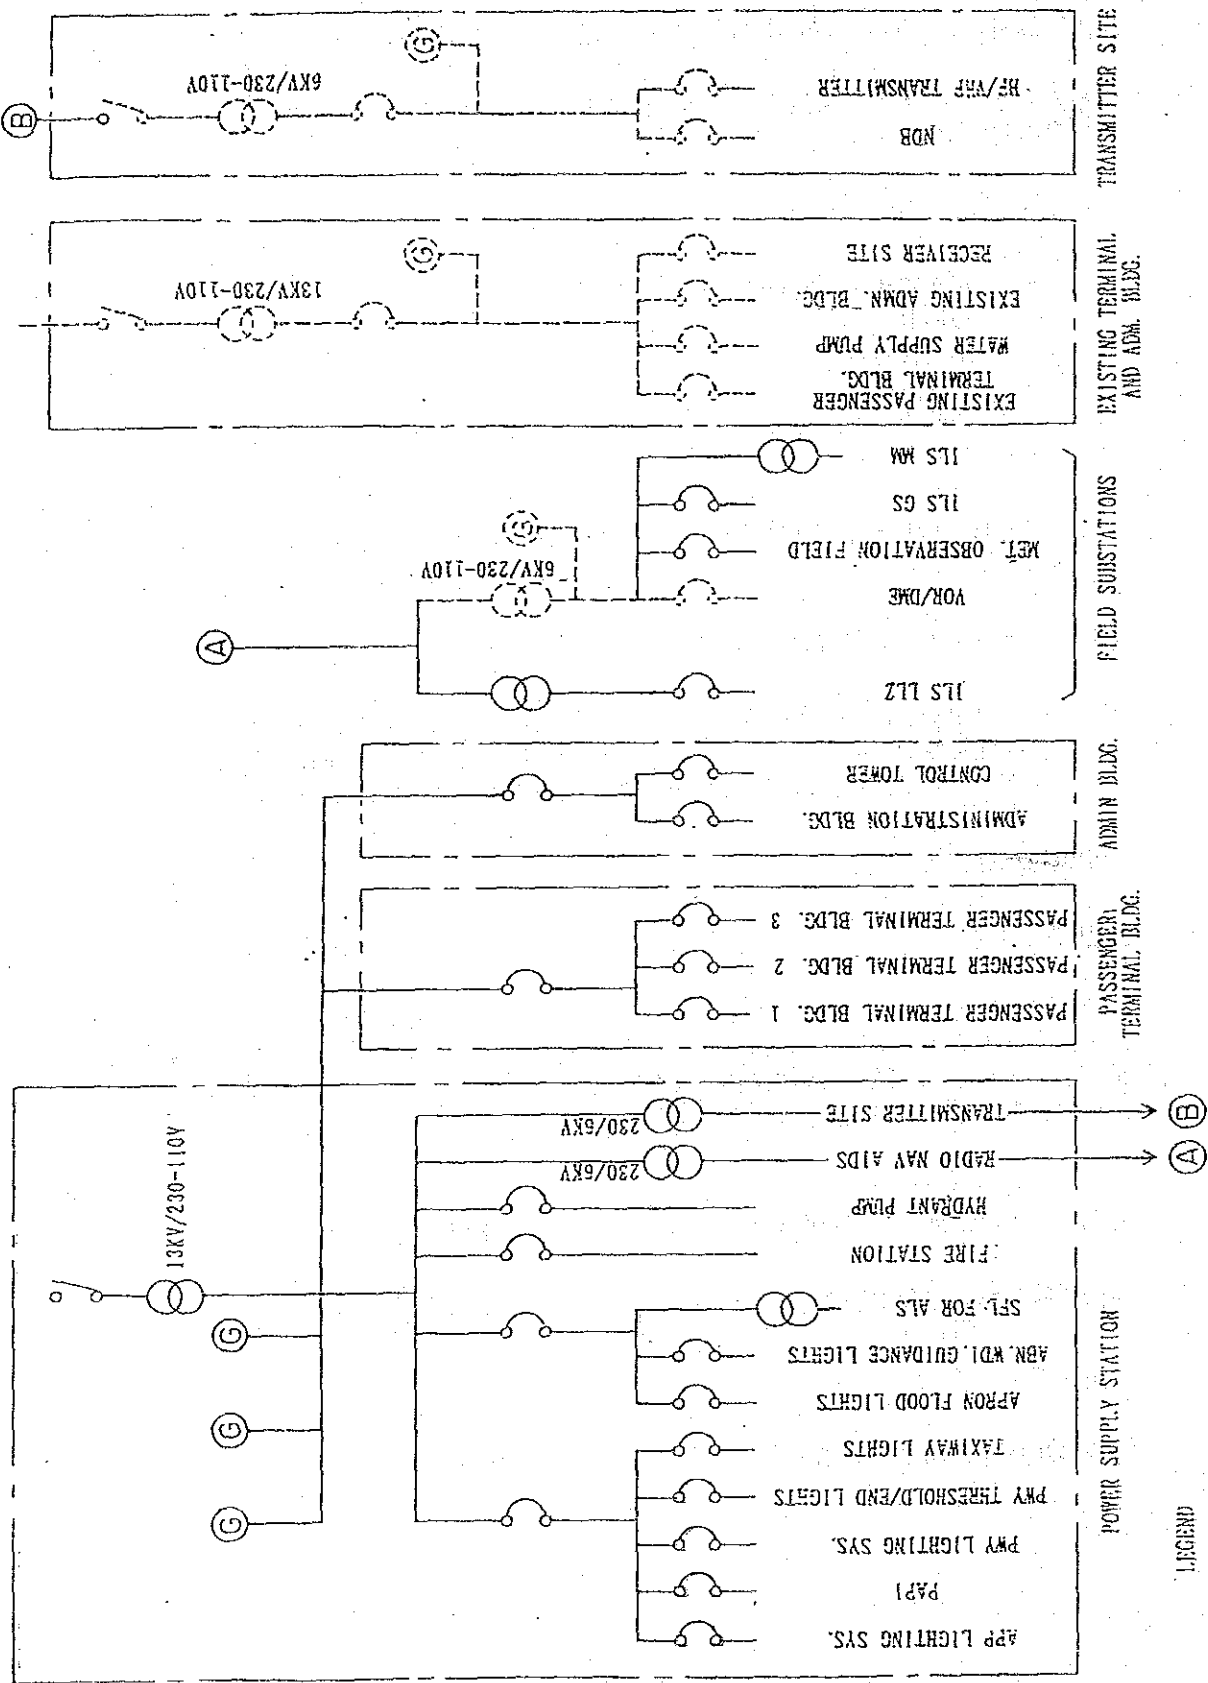 B
6KV/230-110V
G
HF/VHF TRANSMITTER
NDB
TRANSMITTER SITE
13KV/230-110V
G
RECEIVER SITE
EXISTING ADMN. BLDG.
WATER SUPPLY PUMP
EXISTING PASSENGER
TERMINAL BLDG.
EXISTING TERMINAL
AND ADM. BLDG.
A
6KV/230-110V
G
ILS MM
ILS GS
MET. OBSERVATION FIELD
VOR/DME
ILS LLZ
FIELD SUBSTATIONS
CONTROL TOWER
ADMINISTRATION BLDG.
ADMIN BLDG.
PASSENGER TERMINAL BLDG. 3
PASSENGER TERMINAL BLDG. 2
PASSENGER TERMINAL BLDG. 1
PASSENGER
TERMINAL BLDG.
13KV/230-110V
G
G
G
230/6KV
TRANSMITTER SITE
B
230/6KV
RADIO NAV AIDS
A
HYDRANT PUMP
FIRE STATION
SFL FOR ALS
ABN.WDI.GUIDANCE LIGHTS
APRON FLOOD LIGHTS
TAXIWAY LIGHTS
PWY THRESHOLD/END LIGHTS
PWY LIGHTING SYS.
PAPI
APP LIGHTING SYS.
POWER SUPPLY STATION
LEGEND